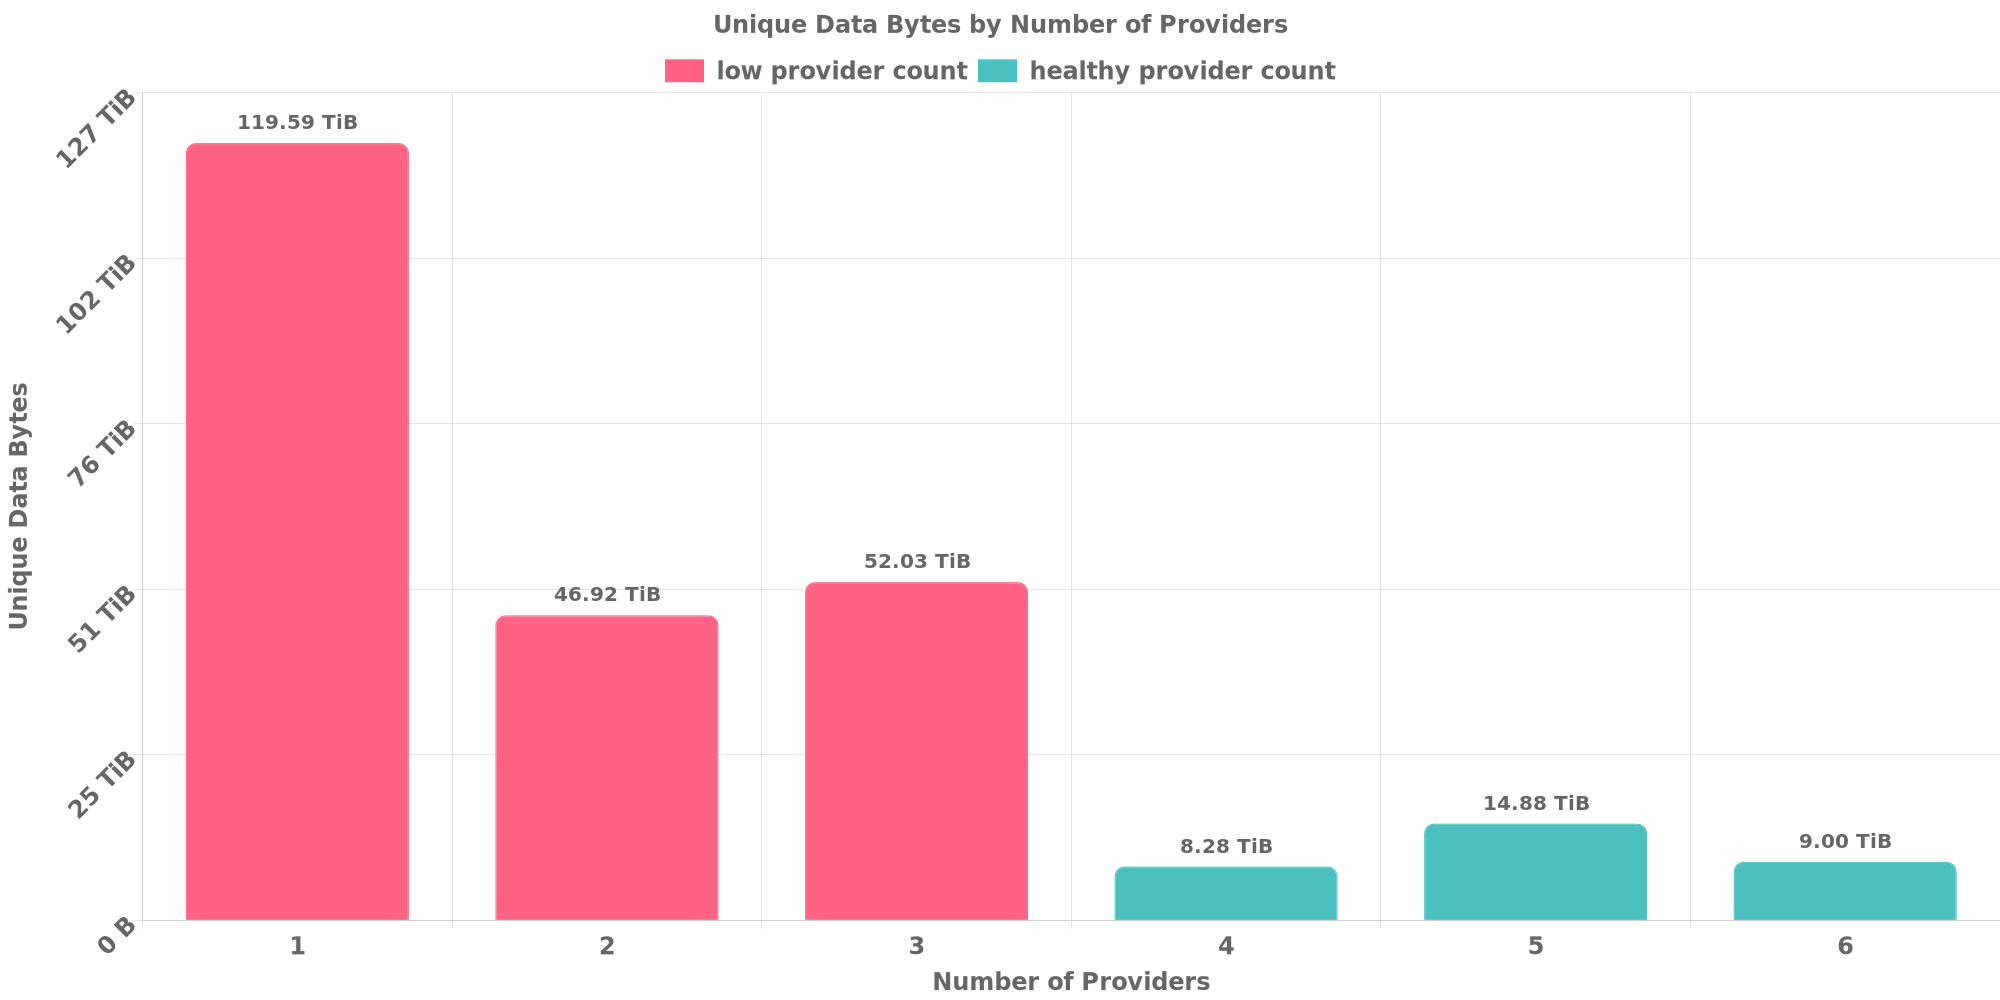 Unique Data Bytes by Number of Providers
low provider count healthy provider count
127 TiB
102 TiB
76 TiB
51 TiB
25 TiB
0 B
Unique Data Bytes
119.59 TiB
46.92 TiB
52.03 TiB
8.28 TiB
14.88 TiB
9.00 TiB
1 2 3 4 5 6
Number of Providers